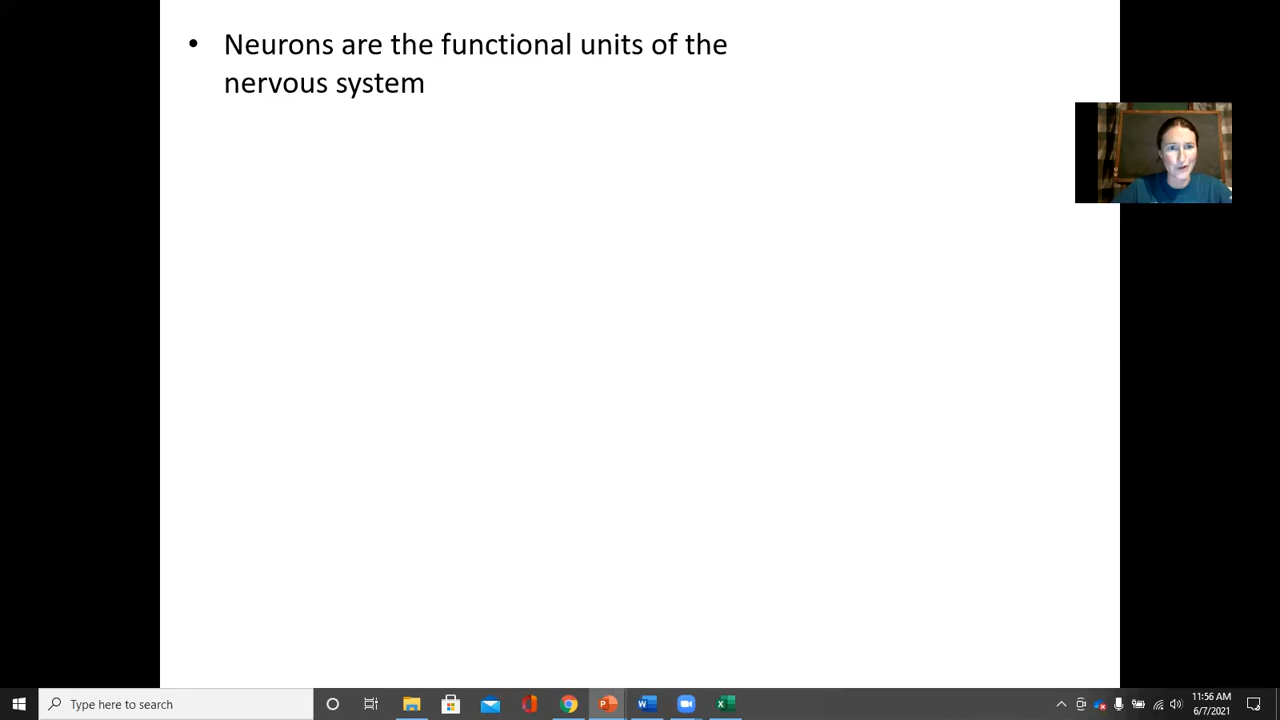 • Neurons are the functional units of the
nervous system
Type here to search
11:56 AM
6/7/2021